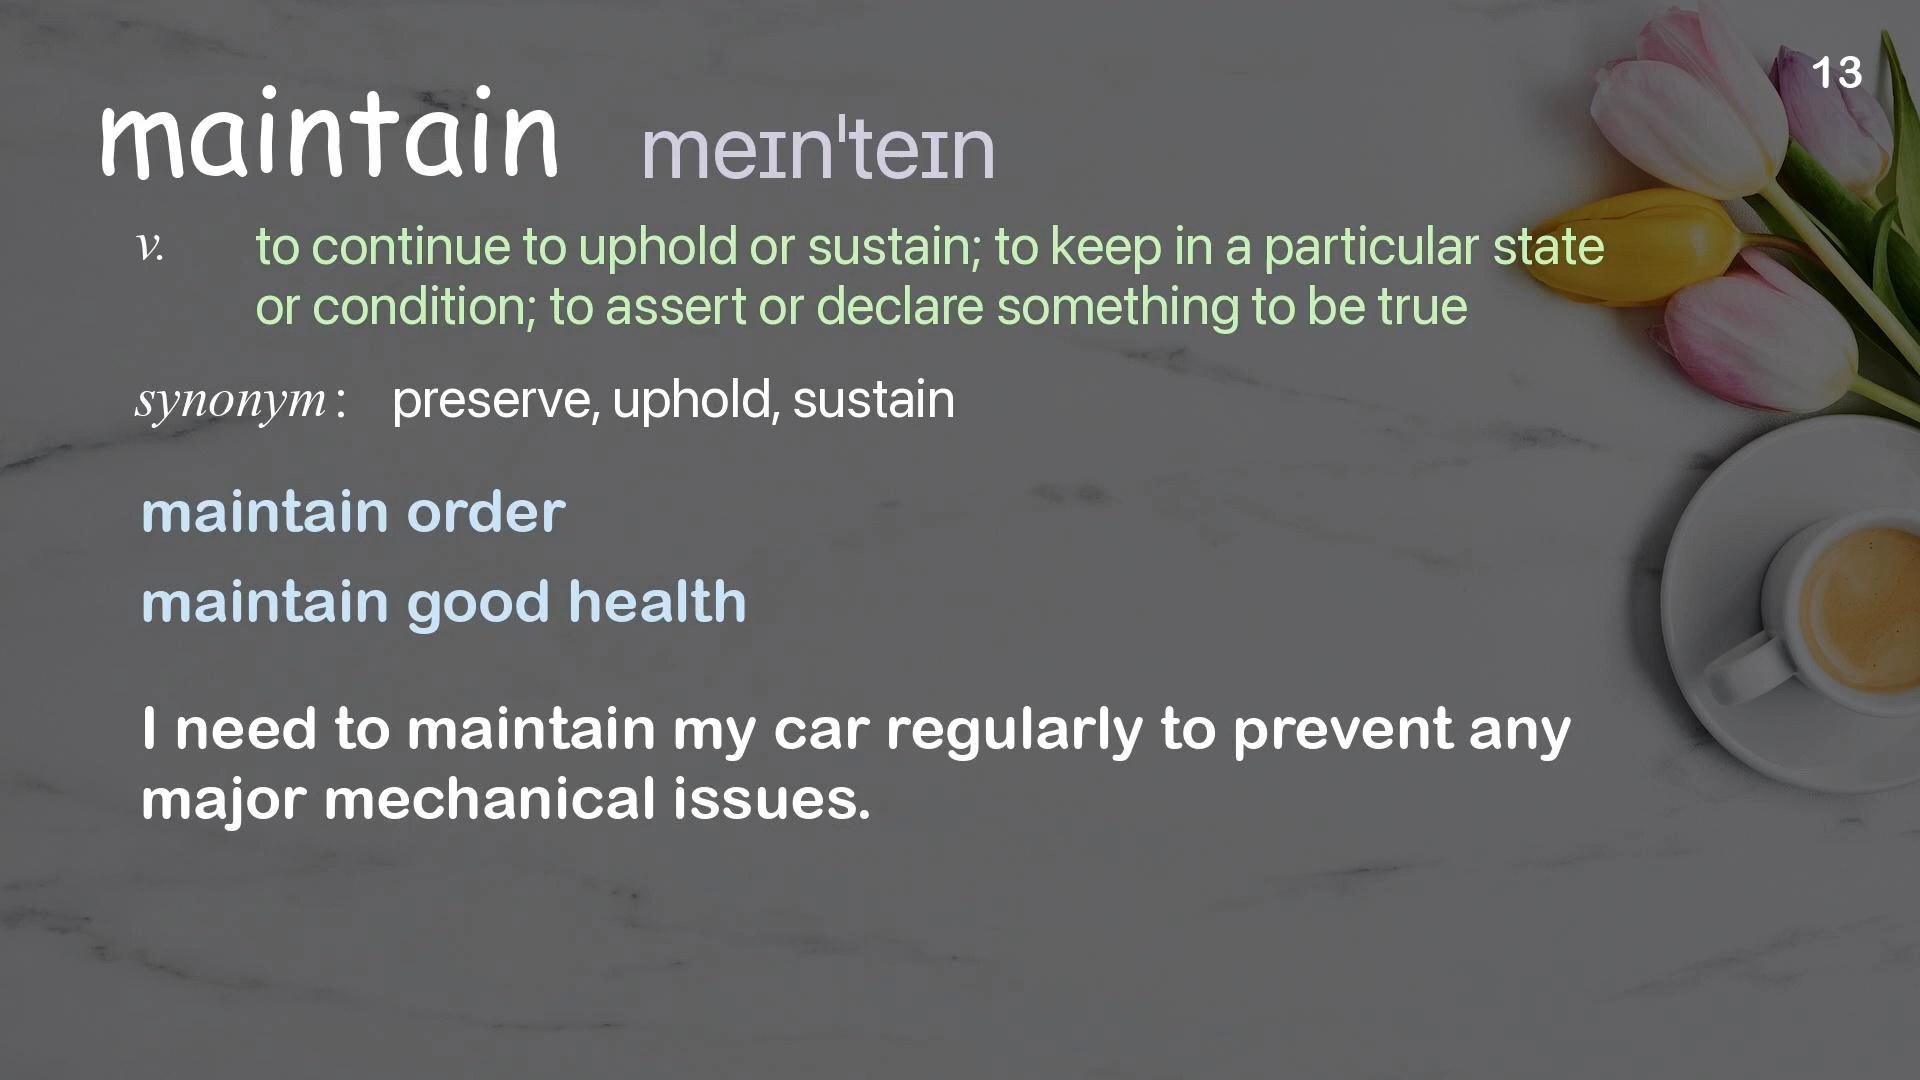 13
maintain meɪnˈteɪn
v. to continue to uphold or sustain; to keep in a particular state
or condition; to assert or declare something to be true
synonym : preserve, uphold, sustain
maintain order
maintain good health
I need to maintain my car regularly to prevent any
major mechanical issues.